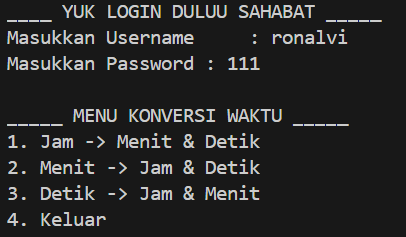 ____ YUK LOGIN DULUU SAHABAT _____
Masukkan Username     : ronalvi
Masukkan Password : 111
_____ MENU KONVERSI WAKTU _____
1. Jam -> Menit & Detik
2. Menit -> Jam & Detik
3. Detik -> Jam & Menit
4. Keluar